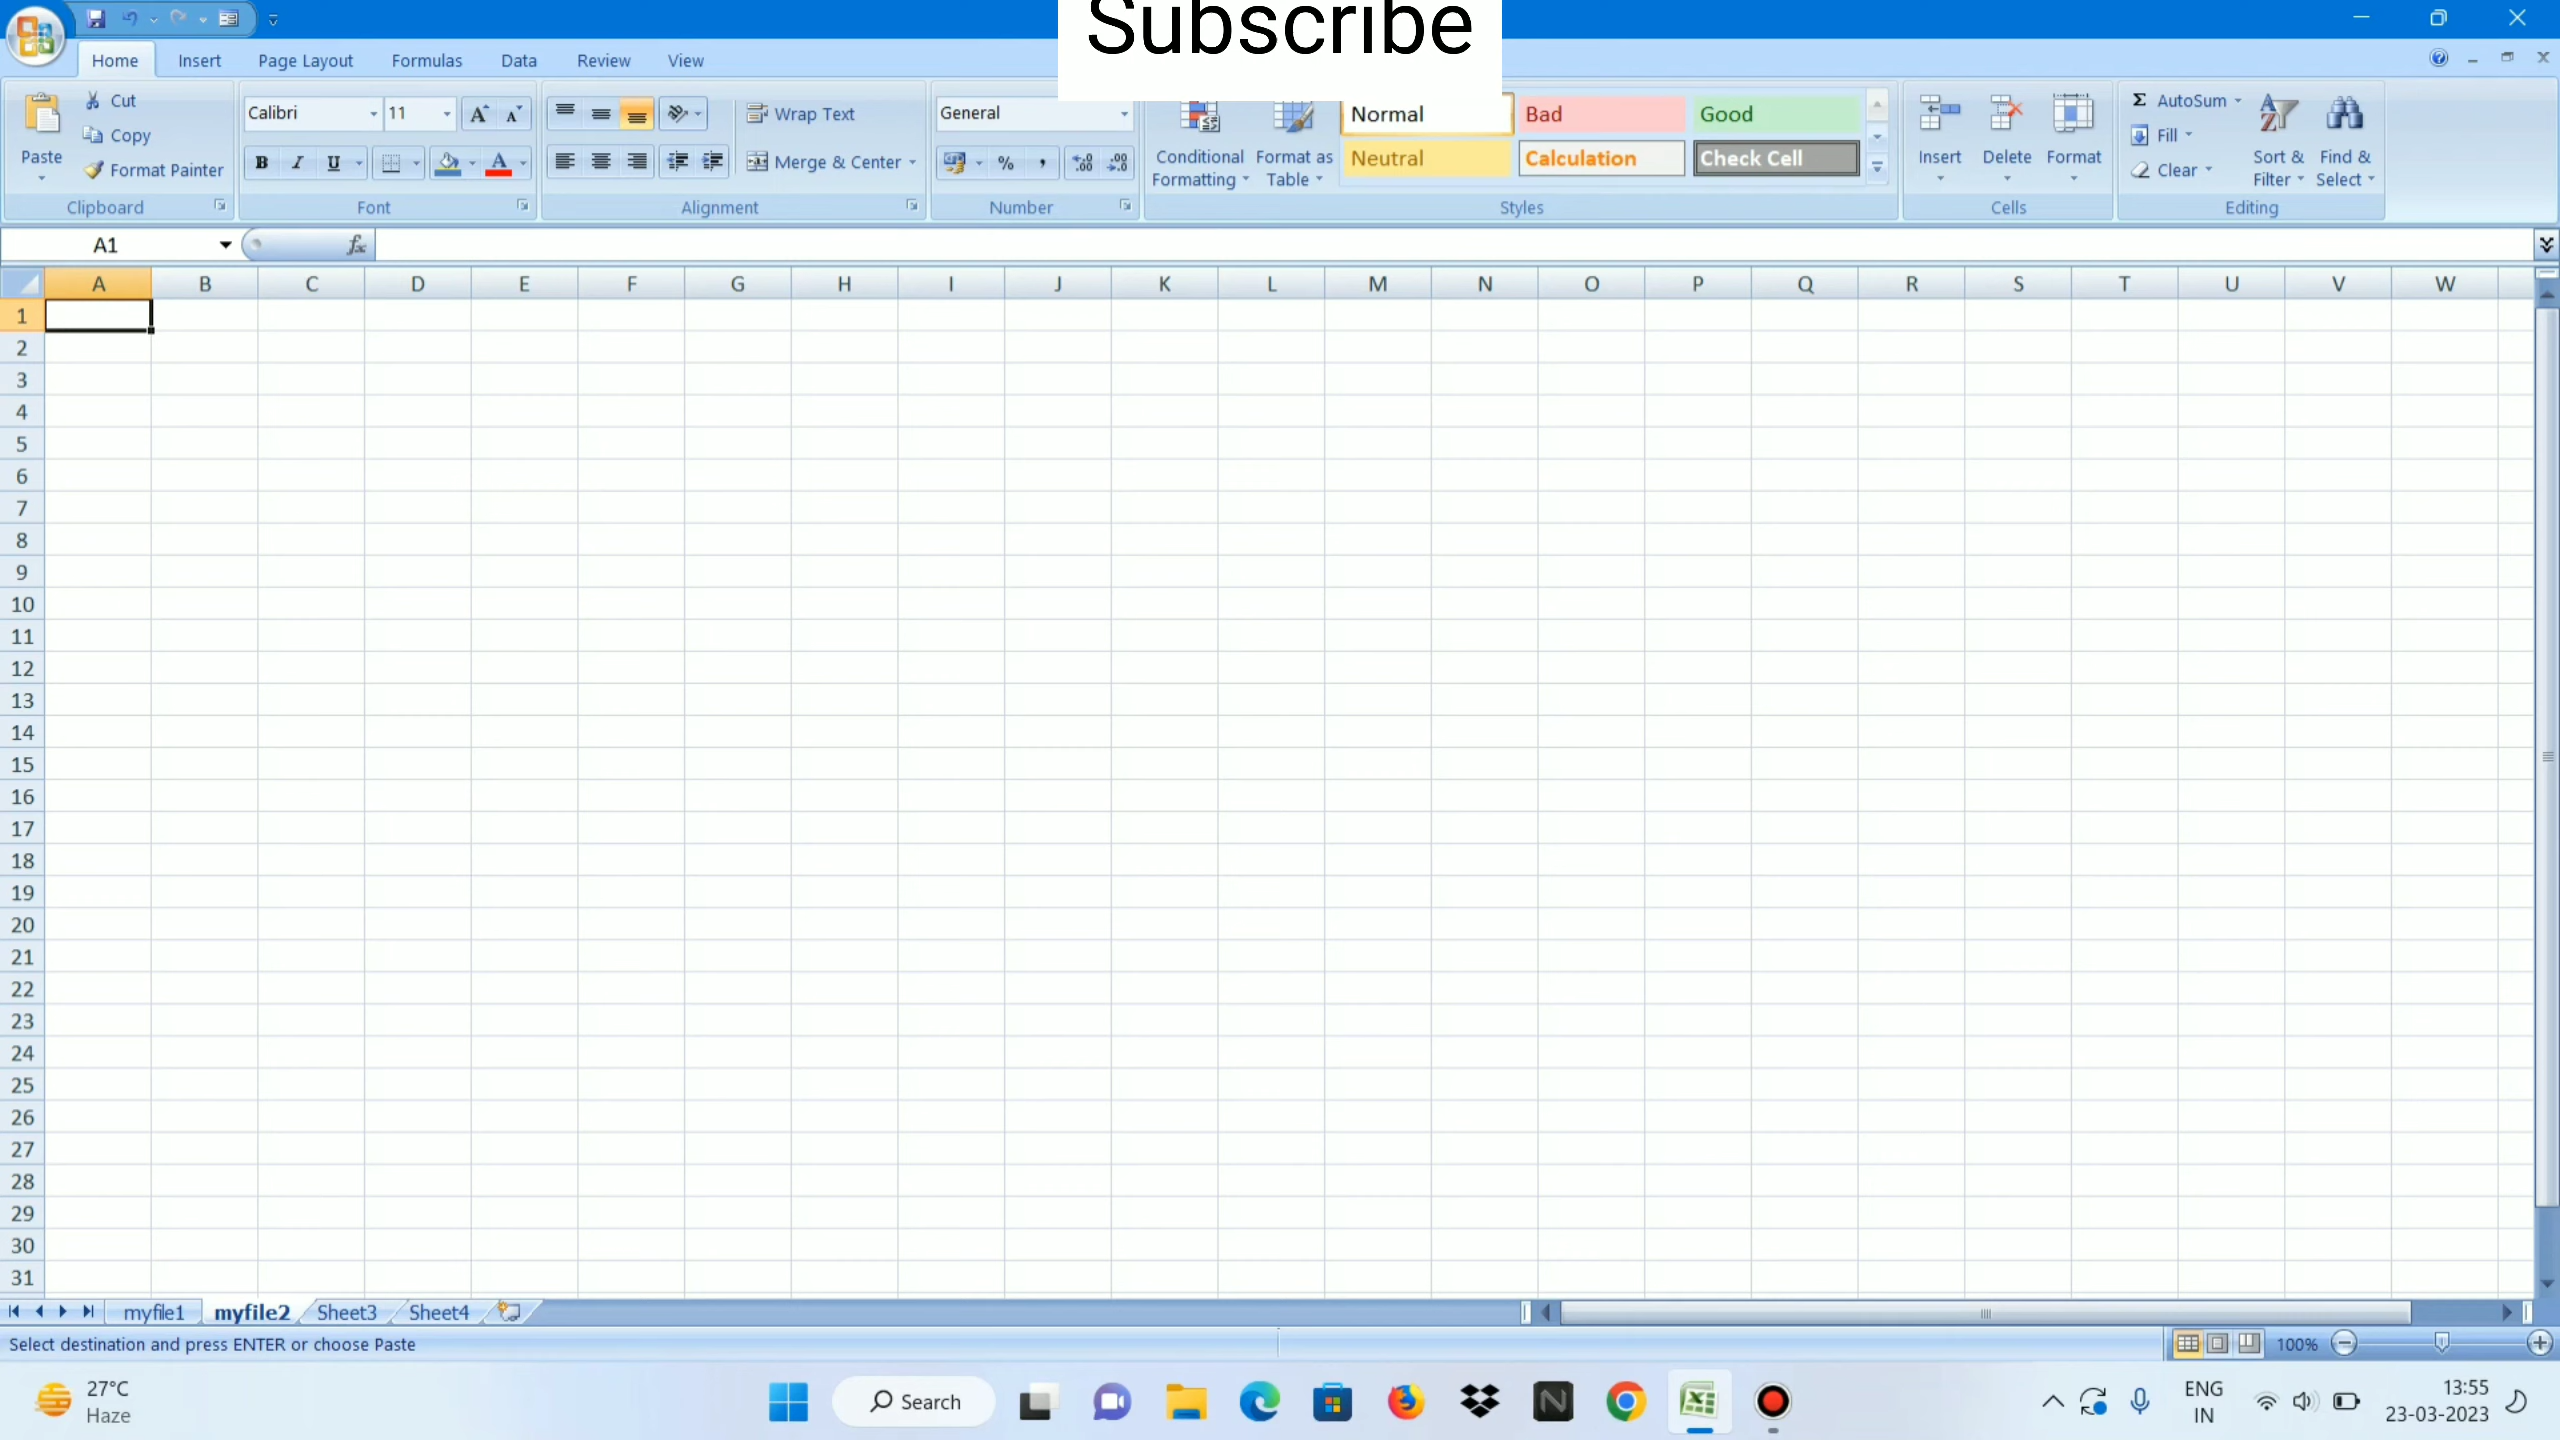 Subscribe
Home Insert Page Layout Formulas Data Review View
Paste
Cut
Copy
Format Painter
Clipboard
Calibri 11
B I U A
Font
Wrap Text
Merge & Center
Alignment
General
% ,
Number
Conditional
Formatting
Format as
Table
Normal Bad Good
Neutral Calculation Check Cell
Styles
Insert Delete Format
Cells
Σ AutoSum
Fill
Clear
Sort &
Filter
Find &
Select
Editing
A1 fx
A B C D E F G H I J K L M N O P Q R S T U V W
1
2
3
4
5
6
7
8
9
10
11
12
13
14
15
16
17
18
19
20
21
22
23
24
25
26
27
28
29
30
31
myfile1 myfile2 Sheet3 Sheet4
Select destination and press ENTER or choose Paste 100%
27°C
Haze
Search
ENG
IN
13:55
23-03-2023